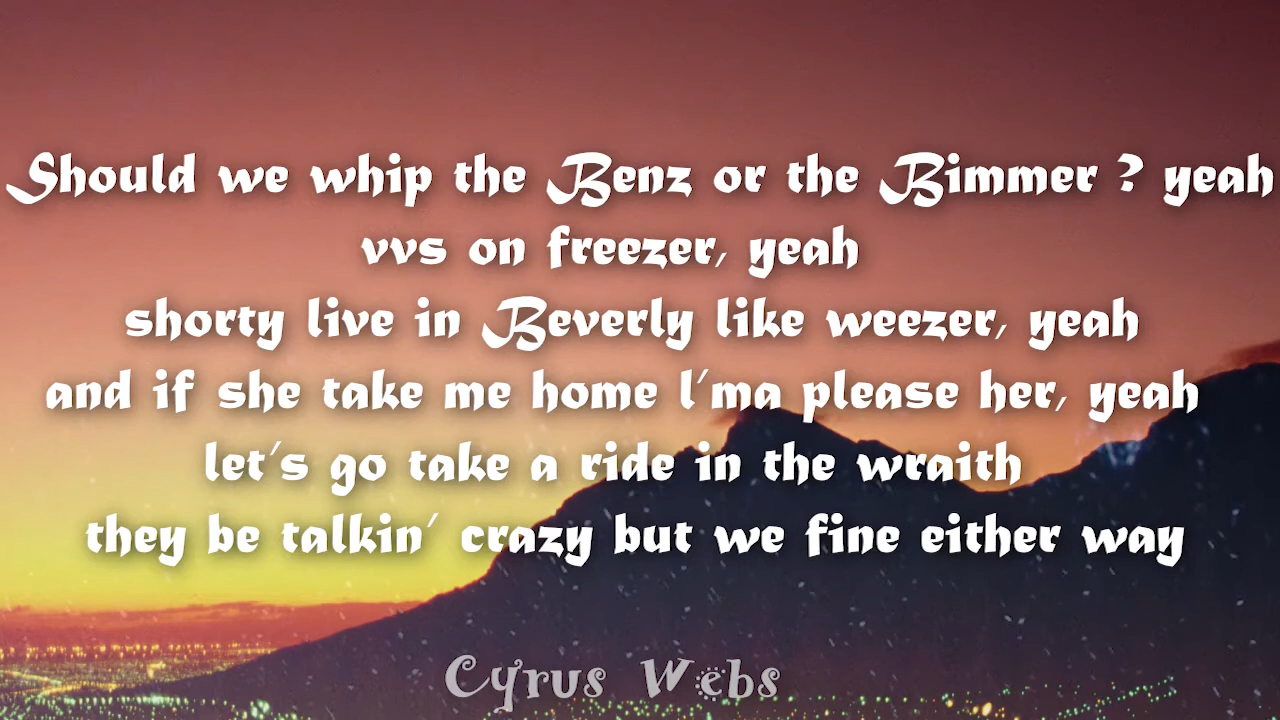 Should we whip the Benz or the Bimmer ? yeah
vvs on freezer, yeah
shorty live in Beverly like weezer, yeah
and if she take me home l'ma please her, yeah
let's go take a ride in the wraith
they be talkin' crazy but we fine either way
Cyrus Webs